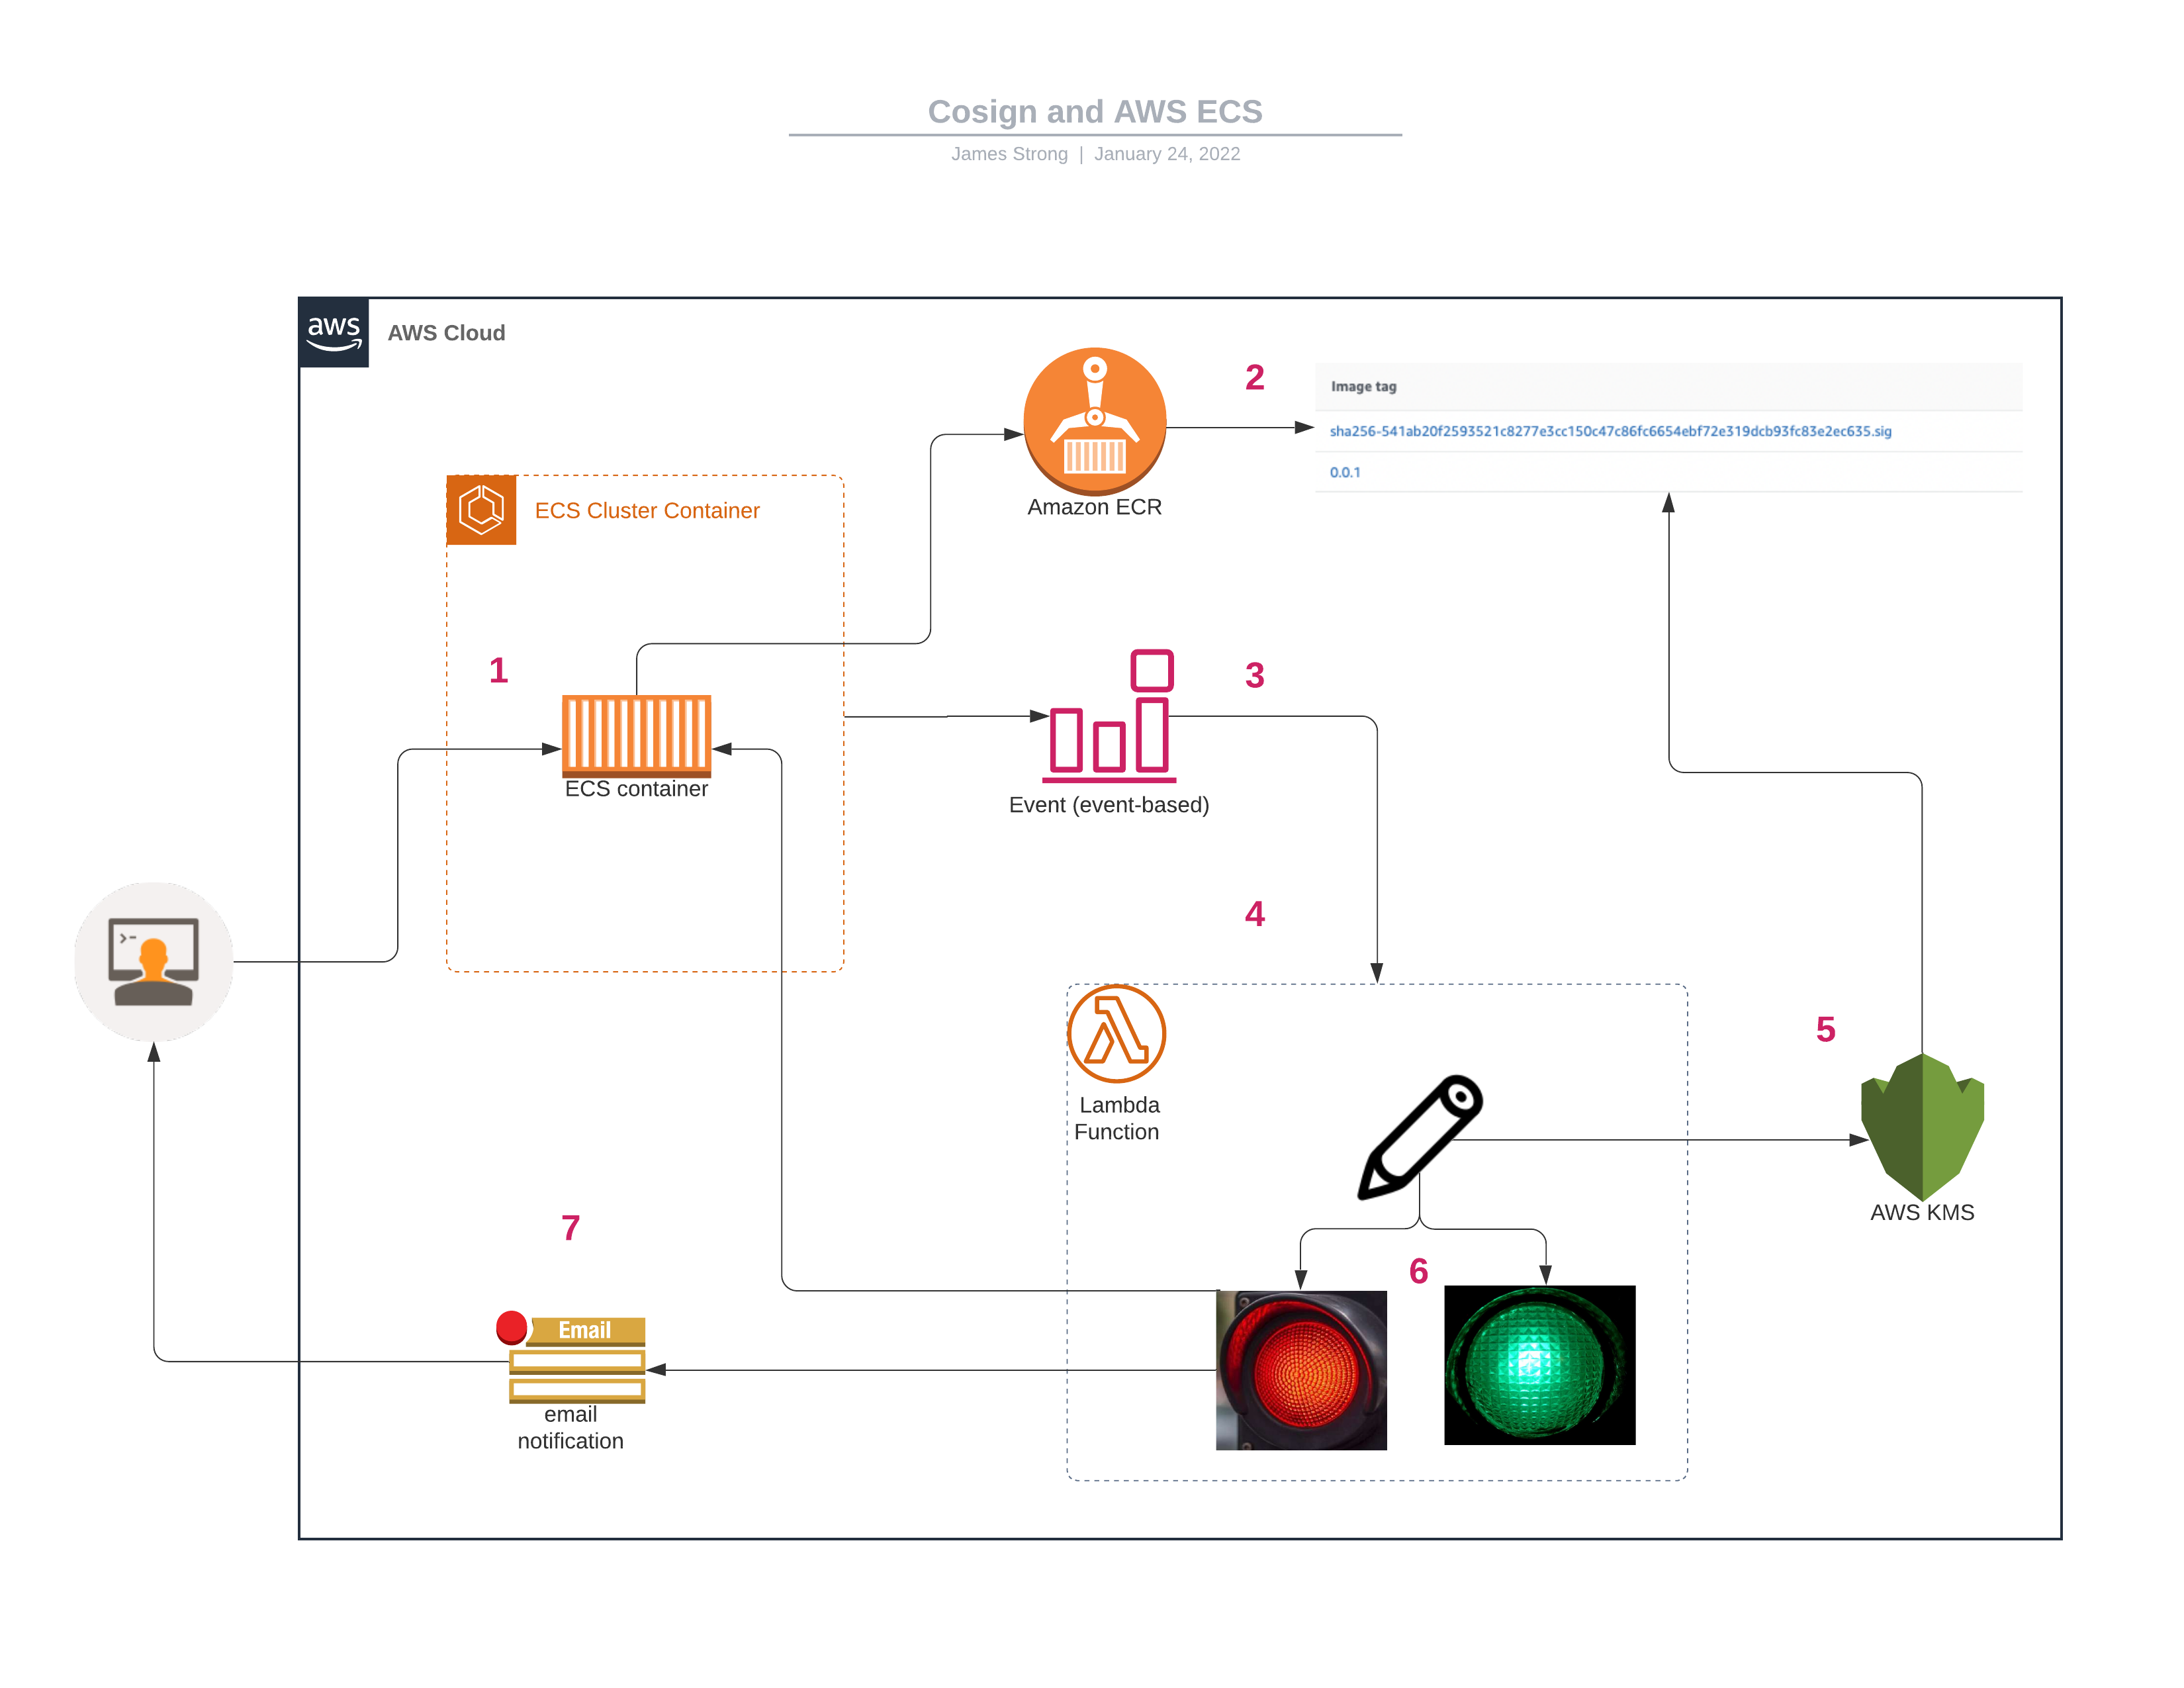 Cosign and AWS ECS
James Strong | January 24, 2022
aws
AWS Cloud
2
Image tag
sha256-541ab20f2593521c8277e3cc150c47c86fc6654ebf72e319dcb93fc83e2ec635.sig
0.0.1
Amazon ECR
ECS Cluster Container
1
3
ECS container
Event (event-based)
4
>-
5
Lambda
Function
AWS KMS
7
6
Email
email
notification